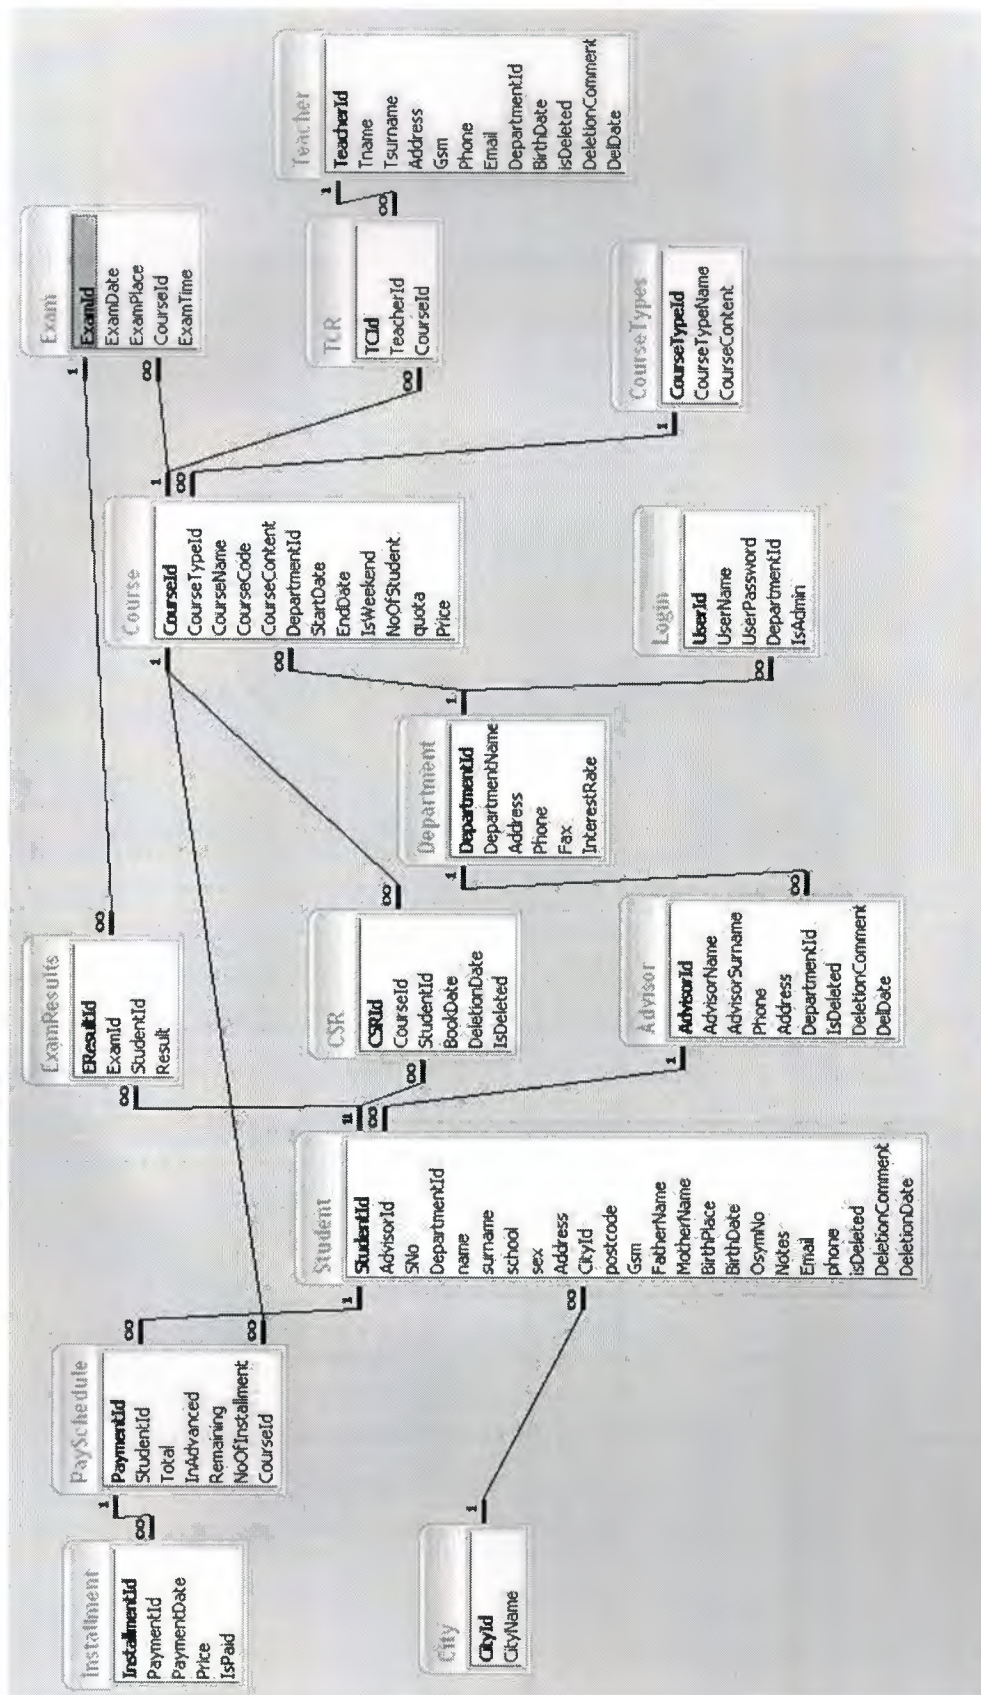 Installment
InstallmentId
PaymentId
PaymentDate
Price
IsPaid
PaySchedule
PaymentId
StudentId
Total
InAdvanced
Remaining
NoOfInstallment
CourseId
ExamResults
EResultId
ExamId
StudentId
Result
Exam
ExamId
ExamDate
ExamPlace
CourseId
ExamTime
Course
CourseId
CourseTypeId
CourseName
CourseCode
CourseContent
DepartmentId
StartDate
EndDate
IsWeekend
NoOfStudent
quota
Price
Teacher
TeacherId
Tname
Tsurname
Address
Gsm
Phone
Email
DepartmentId
BirthDate
isDeleted
DeletionComment
DelDate
Student
StudentId
AdvisorId
SNo
DepartmentId
name
surname
school
sex
Address
CityId
postcode
Gsm
FatherName
MotherName
BirthPlace
BirthDate
OsymNo
Notes
Email
phone
isDeleted
DeletionComment
DeletionDate
CSR
CSRId
CourseId
StudentId
BookDate
DeletionDate
IsDeleted
TCR
TCId
TeacherId
CourseId
City
CityId
CityName
Department
DepartmentId
DepartmentName
Address
Phone
Fax
InterestRate
Advisor
AdvisorId
AdvisorName
AdvisorSurname
Phone
Address
DepartmentId
IsDeleted
DeletionComment
DelDate
Login
UserId
UserName
UserPassword
DepartmentId
IsAdmin
CourseTypes
CourseTypeId
CourseTypeName
CourseContent